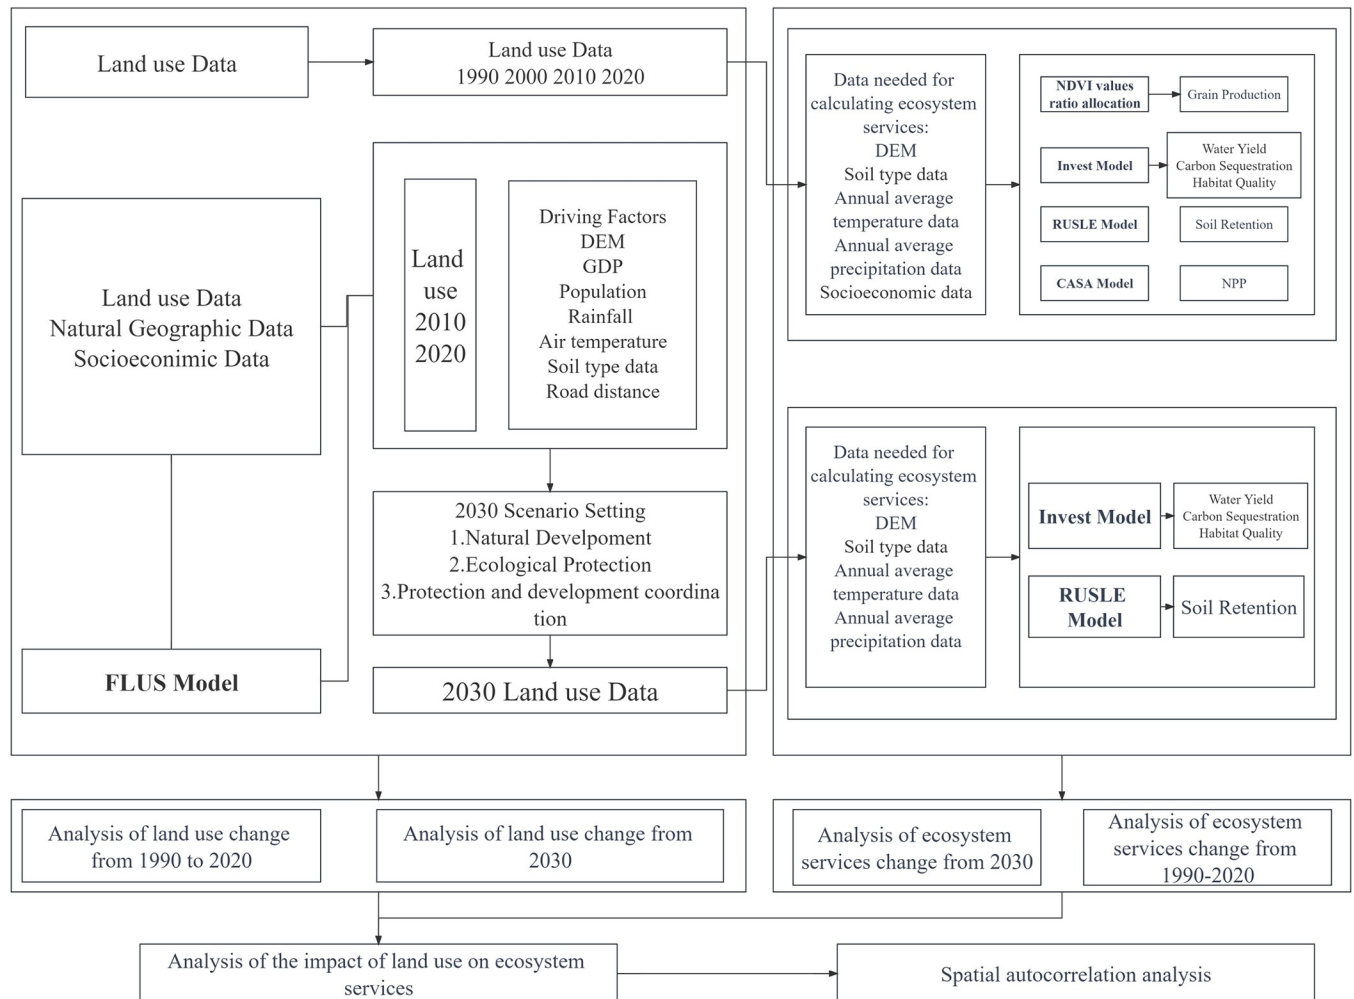 Land use Data
Land use Data
1990 2000 2010 2020
Land use Data
Natural Geographic Data
Socioeconimic Data
FLUS Model
Land
use
2010
2020
Driving Factors
DEM
GDP
Population
Rainfall
Air temperature
Soil type data
Road distance
2030 Scenario Setting
1.Natural Develpoment
2.Ecological Protection
3.Protection and development coordina
tion
2030 Land use Data
Data needed for
calculating ecosystem
services:
DEM
Soil type data
Annual average
temperature data
Annual average
precipitation data
Socioeconomic data
NDVI values
ratio allocation
Grain Production
Invest Model
Water Yield
Carbon Sequestration
Habitat Quality
RUSLE Model
Soil Retention
CASA Model
NPP
Data needed for
calculating ecosystem
services:
DEM
Soil type data
Annual average
temperature data
Annual average
precipitation data
Invest Model
Water Yield
Carbon Sequestration
Habitat Quality
RUSLE
Model
Soil Retention
Analysis of land use change
from 1990 to 2020
Analysis of land use change from
2030
Analysis of ecosystem
services change from 2030
Analysis of ecosystem
services change from
1990-2020
Analysis of the impact of land use on ecosystem
services
Spatial autocorrelation analysis